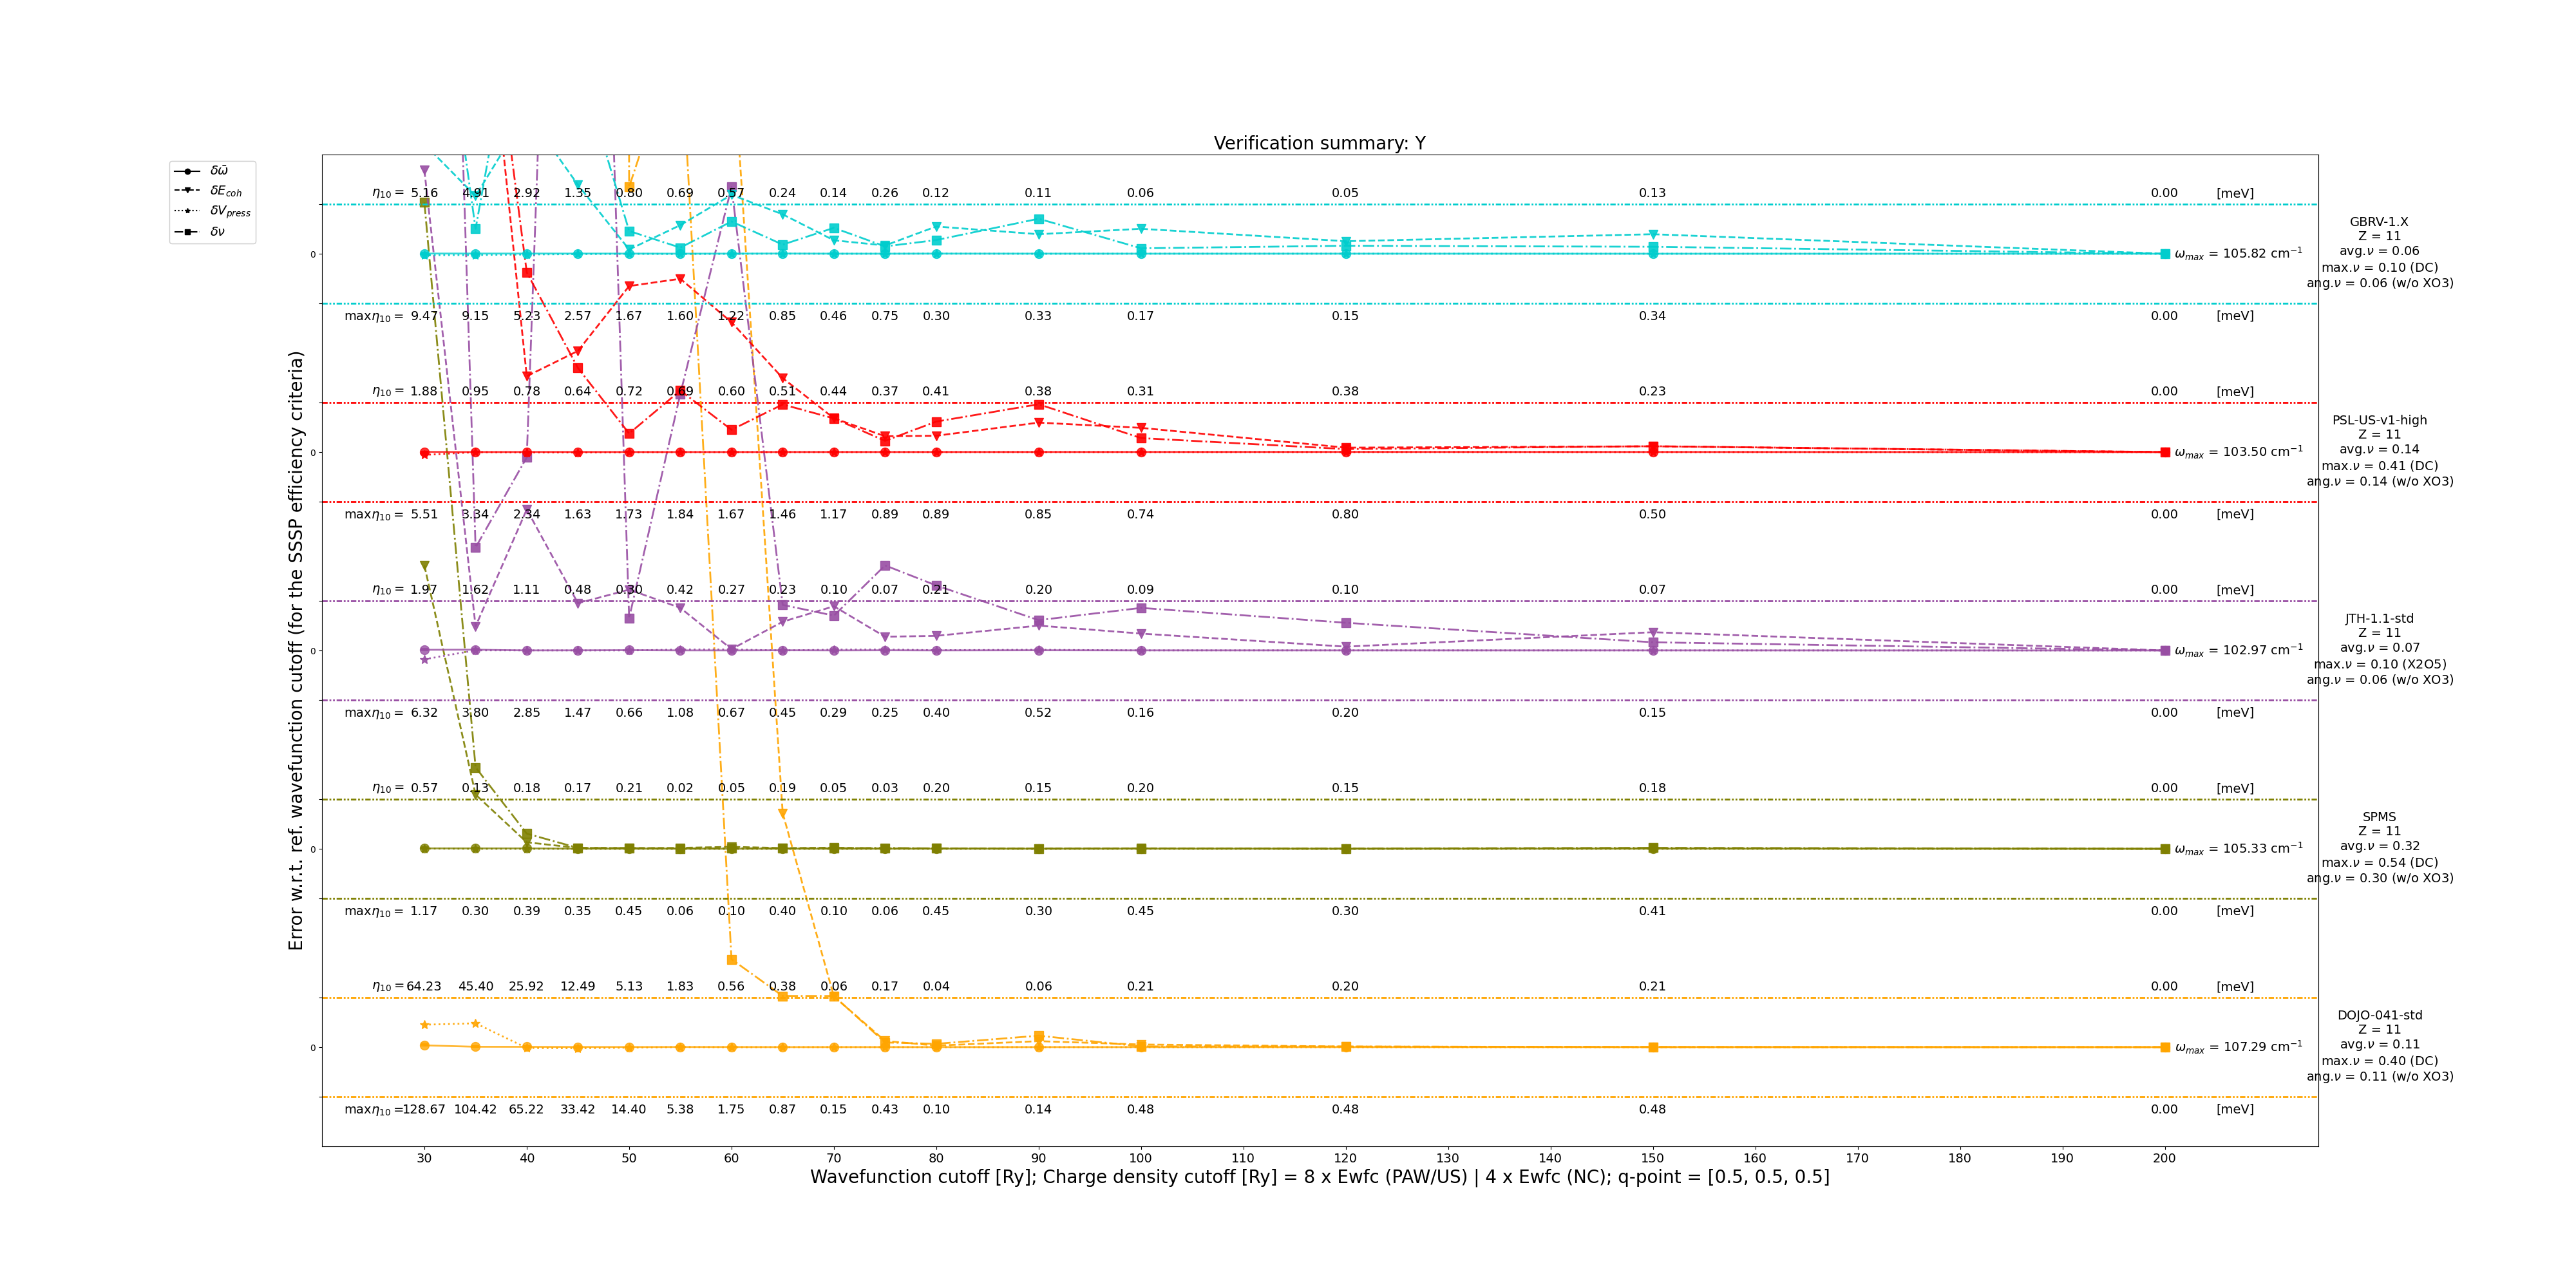 Verification summary: Y
δω̄
δE_coh
δV_press
δν
Error w.r.t. ref. wavefunction cutoff (for the SSSP efficiency criteria)
η₁₀ = 5.16 4.91 2.92 1.35 0.80 0.69 0.57 0.24 0.14 0.26 0.12 0.11 0.06 0.05 0.13 0.00 [meV]
0
ω_max = 105.82 cm⁻¹
maxη₁₀ = 9.47 9.15 5.23 2.57 1.67 1.60 1.22 0.85 0.46 0.75 0.30 0.33 0.17 0.15 0.34 0.00 [meV]
GBRV-1.X
Z = 11
avg.ν = 0.06
max.ν = 0.10 (DC)
ang.ν = 0.06 (w/o XO3)
η₁₀ = 1.88 0.95 0.78 0.64 0.72 0.69 0.60 0.51 0.44 0.37 0.41 0.38 0.31 0.38 0.23 0.00 [meV]
0
ω_max = 103.50 cm⁻¹
maxη₁₀ = 5.51 3.34 2.34 1.63 1.73 1.84 1.67 1.46 1.17 0.89 0.89 0.85 0.74 0.80 0.50 0.00 [meV]
PSL-US-v1-high
Z = 11
avg.ν = 0.14
max.ν = 0.41 (DC)
ang.ν = 0.14 (w/o XO3)
η₁₀ = 1.97 1.62 1.11 0.48 0.30 0.42 0.27 0.23 0.10 0.07 0.21 0.20 0.09 0.10 0.07 0.00 [meV]
0
ω_max = 102.97 cm⁻¹
maxη₁₀ = 6.32 3.80 2.85 1.47 0.66 1.08 0.67 0.45 0.29 0.25 0.40 0.52 0.16 0.20 0.15 0.00 [meV]
JTH-1.1-std
Z = 11
avg.ν = 0.07
max.ν = 0.10 (X2O5)
ang.ν = 0.06 (w/o XO3)
η₁₀ = 0.57 0.13 0.18 0.17 0.21 0.02 0.05 0.19 0.05 0.03 0.20 0.15 0.20 0.15 0.18 0.00 [meV]
0
ω_max = 105.33 cm⁻¹
maxη₁₀ = 1.17 0.30 0.39 0.35 0.45 0.06 0.10 0.40 0.10 0.06 0.45 0.30 0.45 0.30 0.41 0.00 [meV]
SPMS
Z = 11
avg.ν = 0.32
max.ν = 0.54 (DC)
ang.ν = 0.30 (w/o XO3)
η₁₀ = 64.23 45.40 25.92 12.49 5.13 1.83 0.56 0.38 0.06 0.17 0.04 0.06 0.21 0.20 0.21 0.00 [meV]
0
ω_max = 107.29 cm⁻¹
maxη₁₀ = 128.67 104.42 65.22 33.42 14.40 5.38 1.75 0.87 0.15 0.43 0.10 0.14 0.48 0.48 0.48 0.00 [meV]
DOJO-041-std
Z = 11
avg.ν = 0.11
max.ν = 0.40 (DC)
ang.ν = 0.11 (w/o XO3)
30 40 50 60 70 80 90 100 110 120 130 140 150 160 170 180 190 200
Wavefunction cutoff [Ry]; Charge density cutoff [Ry] = 8 x Ewfc (PAW/US) | 4 x Ewfc (NC); q-point = [0.5, 0.5, 0.5]